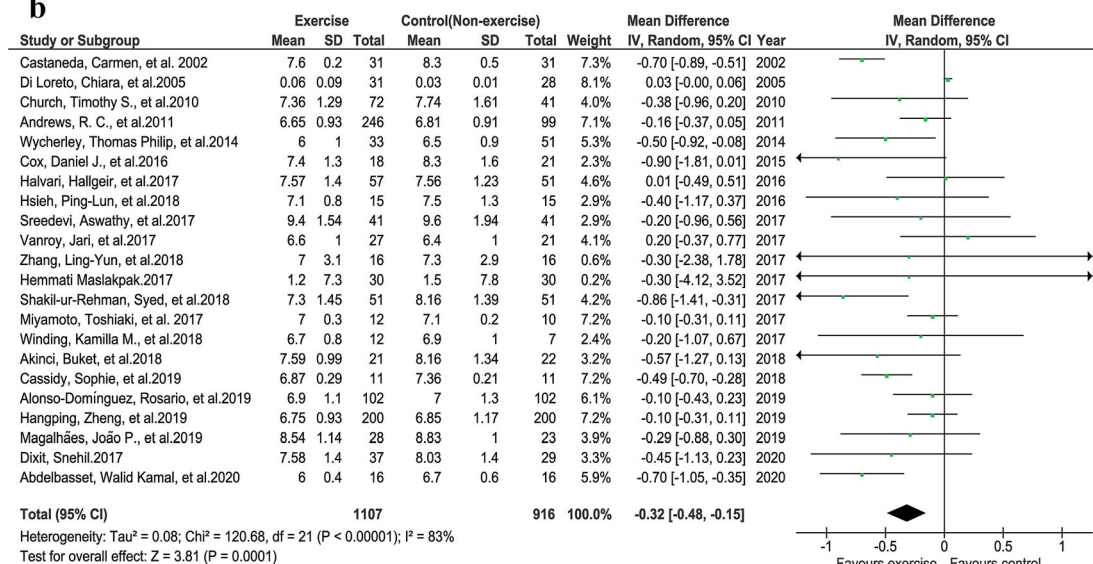 b
Exercise Control(Non-exercise) Mean Difference Mean Difference
Study or Subgroup Mean SD Total Mean SD Total Weight IV, Random, 95% CI Year IV, Random, 95% CI
Castaneda, Carmen, et al. 2002 7.6 0.2 31 8.3 0.5 31 7.3% -0.70 [-0.89, -0.51] 2002
Di Loreto, Chiara, et al.2005 0.06 0.09 31 0.03 0.01 28 8.1% 0.03 [-0.00, 0.06] 2005
Church, Timothy S., et al.2010 7.36 1.29 72 7.74 1.61 41 4.0% -0.38 [-0.96, 0.20] 2010
Andrews, R. C., et al.2011 6.65 0.93 246 6.81 0.91 99 7.1% -0.16 [-0.37, 0.05] 2011
Wycherley, Thomas Philip, et al.2014 6 1 33 6.5 0.9 51 5.3% -0.50 [-0.92, -0.08] 2014
Cox, Daniel J., et al.2016 7.4 1.3 18 8.3 1.6 21 2.3% -0.90 [-1.81, 0.01] 2015
Halvari, Hallgeir, et al.2017 7.57 1.4 57 7.56 1.23 51 4.6% 0.01 [-0.49, 0.51] 2016
Hsieh, Ping-Lun, et al.2018 7.1 0.8 15 7.5 1.3 15 2.9% -0.40 [-1.17, 0.37] 2016
Sreedevi, Aswathy, et al.2017 9.4 1.54 41 9.6 1.94 41 2.9% -0.20 [-0.96, 0.56] 2017
Vanroy, Jari, et al.2017 6.6 1 27 6.4 1 21 4.1% 0.20 [-0.37, 0.77] 2017
Zhang, Ling-Yun, et al.2018 7 3.1 16 7.3 2.9 16 0.6% -0.30 [-2.38, 1.78] 2017
Hemmati Maslakpak.2017 1.2 7.3 30 1.5 7.8 30 0.2% -0.30 [-4.12, 3.52] 2017
Shakil-ur-Rehman, Syed, et al.2018 7.3 1.45 51 8.16 1.39 51 4.2% -0.86 [-1.41, -0.31] 2017
Miyamoto, Toshiaki, et al. 2017 7 0.3 12 7.1 0.2 10 7.2% -0.10 [-0.31, 0.11] 2017
Winding, Kamilla M., et al.2018 6.7 0.8 12 6.9 1 7 2.4% -0.20 [-1.07, 0.67] 2017
Akinci, Buket, et al.2018 7.59 0.99 21 8.16 1.34 22 3.2% -0.57 [-1.27, 0.13] 2018
Cassidy, Sophie, et al.2019 6.87 0.29 11 7.36 0.21 11 7.2% -0.49 [-0.70, -0.28] 2018
Alonso-Domínguez, Rosario, et al.2019 6.9 1.1 102 7 1.3 102 6.1% -0.10 [-0.43, 0.23] 2019
Hangping, Zheng, et al.2019 6.75 0.93 200 6.85 1.17 200 7.2% -0.10 [-0.31, 0.11] 2019
Magalhães, João P., et al.2019 8.54 1.14 28 8.83 1 23 3.9% -0.29 [-0.88, 0.30] 2019
Dixit, Snehil.2017 7.58 1.4 37 8.03 1.4 29 3.4% -0.45 [-1.13, 0.23] 2020
Abdelbasset, Walid Kamal, et al.2020 6 0.4 16 6.7 0.6 16 5.9% -0.70 [-1.05, -0.35] 2020
Total (95% CI) 1107 916 100.0% -0.32 [-0.48, -0.15]
Heterogeneity: Tau² = 0.08; Chi² = 120.68, df = 21 (P < 0.00001); I² = 83%
Test for overall effect: Z = 3.81 (P = 0.0001)
-1 -0.5 0 0.5 1
Favours exercise Favours control